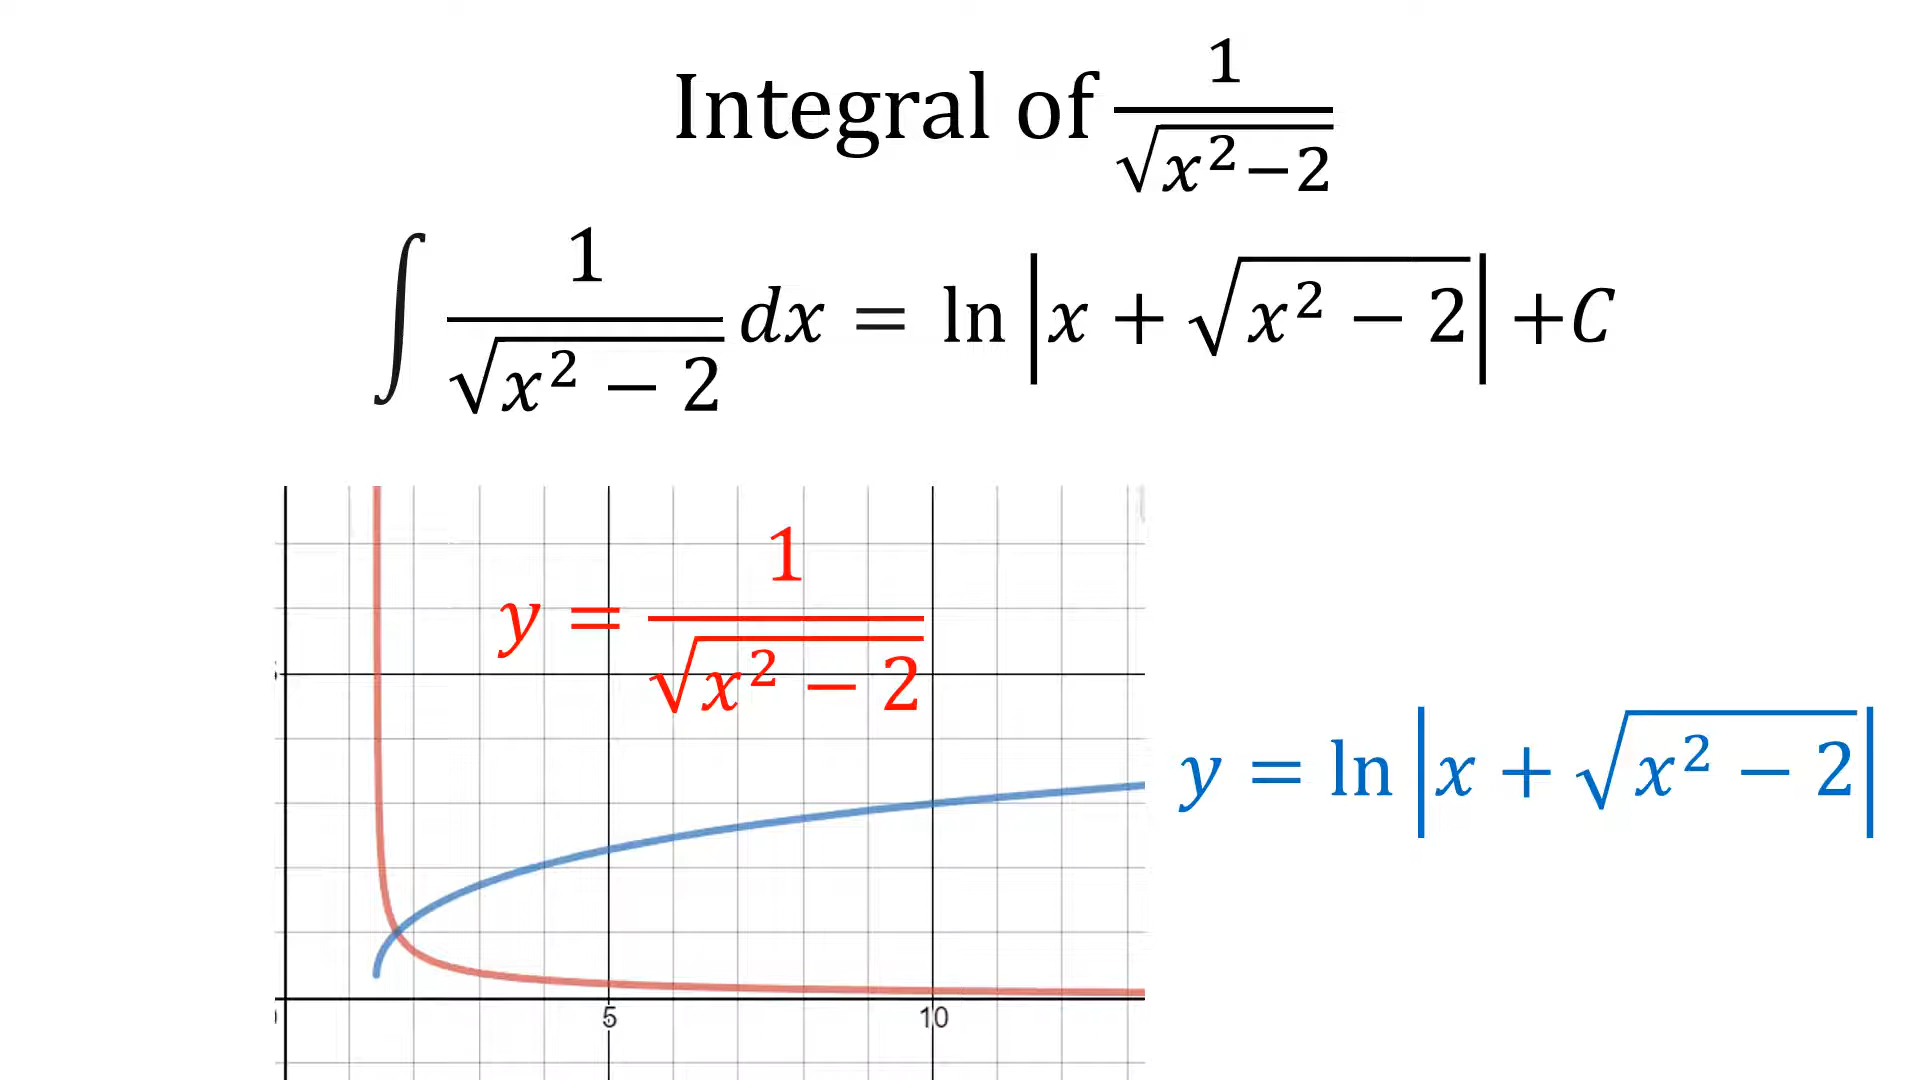 Integral of 1/√(x²−2)
∫ 1/√(x² − 2) dx = ln |x + √(x² − 2)| +C
y = 1/√(x² − 2)
y = ln |x + √(x² − 2)|
5 10